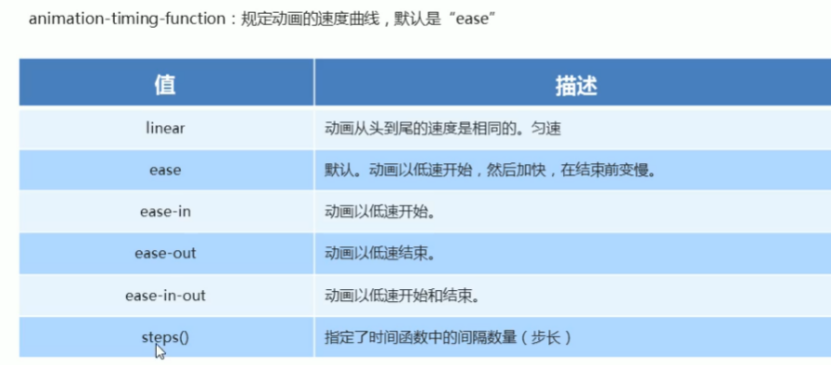 animation-timing-function：规定动画的速度曲线，默认是“ease”
值 描述
linear 动画从头到尾的速度是相同的。匀速
ease 默认。动画以低速开始，然后加快，在结束前变慢。
ease-in 动画以低速开始。
ease-out 动画以低速结束。
ease-in-out 动画以低速开始和结束。
steps() 指定了时间函数中的间隔数量（步长）